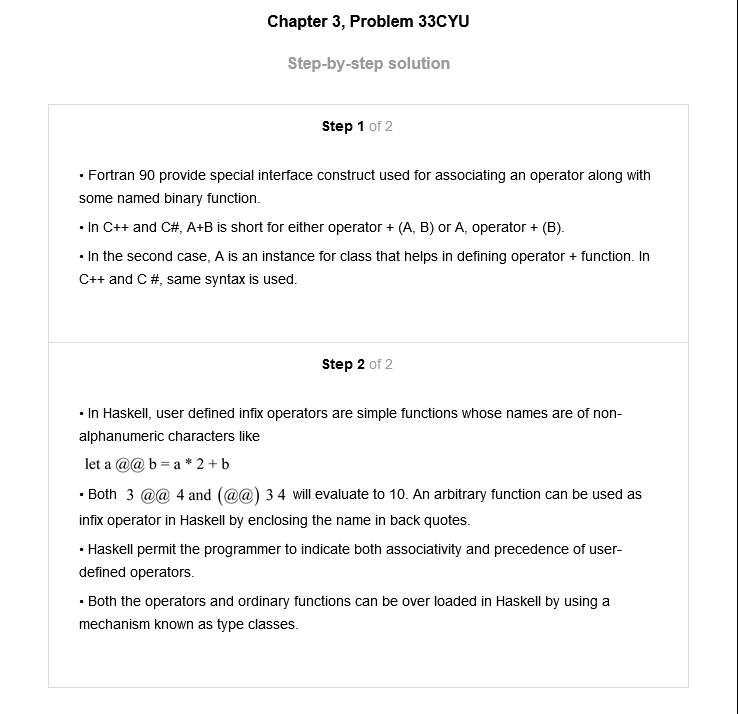 Chapter 3, Problem 33CYU
Step-by-step solution
Step 1 of 2
• Fortran 90 provide special interface construct used for associating an operator along with
some named binary function.
• In C++ and C#, A+B is short for either operator + (A, B) or A, operator + (B).
• In the second case, A is an instance for class that helps in defining operator + function. In
C++ and C #, same syntax is used.
Step 2 of 2
• In Haskell, user defined infix operators are simple functions whose names are of non-
alphanumeric characters like
let a @@ b = a * 2 + b
• Both 3 @@ 4 and (@@) 3 4 will evaluate to 10. An arbitrary function can be used as
infix operator in Haskell by enclosing the name in back quotes.
• Haskell permit the programmer to indicate both associativity and precedence of user-
defined operators.
• Both the operators and ordinary functions can be over loaded in Haskell by using a
mechanism known as type classes.